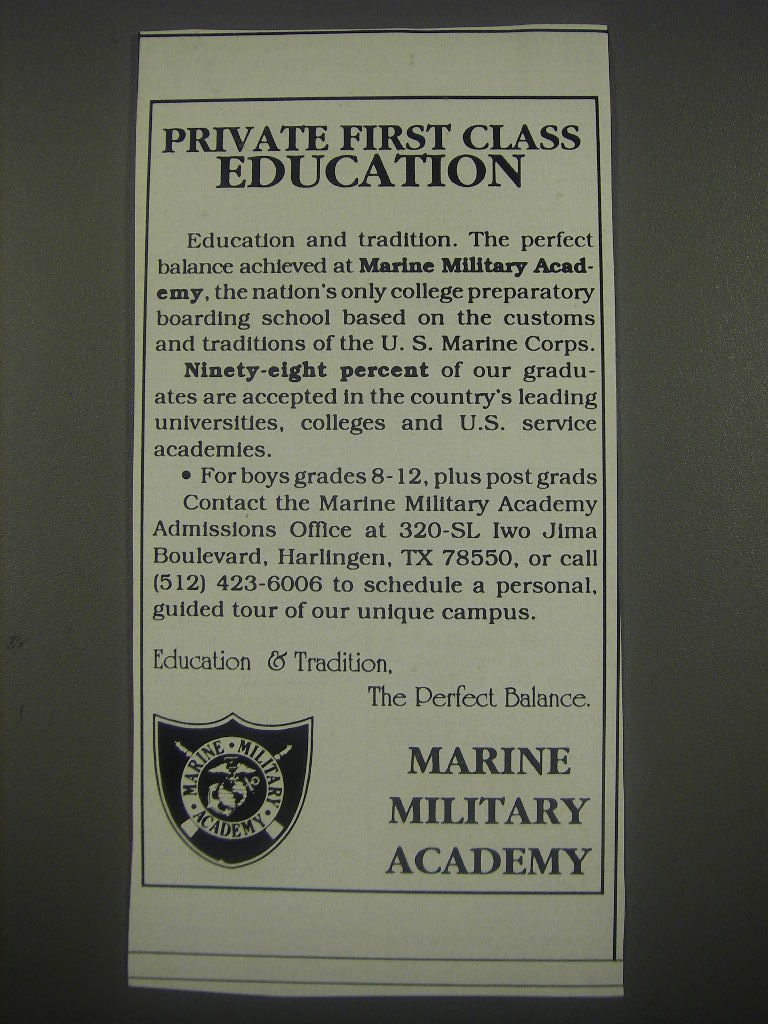 PRIVATE FIRST CLASS
EDUCATION
Education and tradition. The perfect
balance achieved at Marine Military Acad-
emy, the nation's only college preparatory
boarding school based on the customs
and traditions of the U. S. Marine Corps.
Ninety-eight percent of our gradu-
ates are accepted in the country's leading
universities, colleges and U.S. service
academies.
• For boys grades 8-12, plus post grads
Contact the Marine Military Academy
Admissions Office at 320-SL Iwo Jima
Boulevard, Harlingen, TX 78550, or call
(512) 423-6006 to schedule a personal,
guided tour of our unique campus.
Education & Tradition,
The Perfect Balance.
MARINE • MILITARY • ACADEMY •
MARINE
MILITARY
ACADEMY